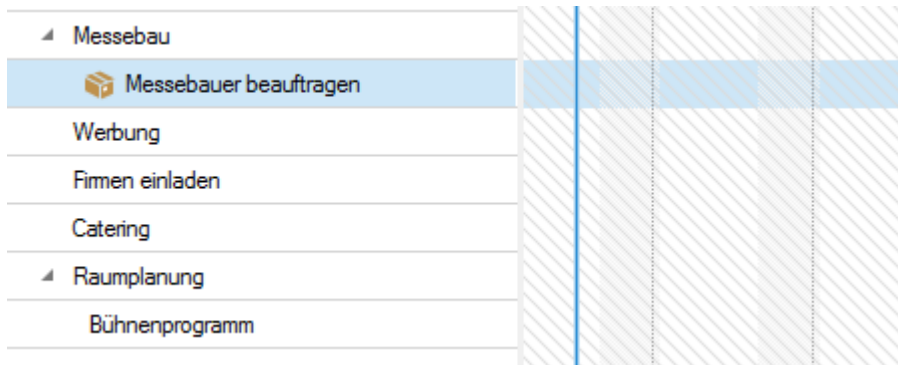 Messebau
Messebauer beauftragen
Werbung
Firmen einladen
Catering
Raumplanung
Bühnenprogramm